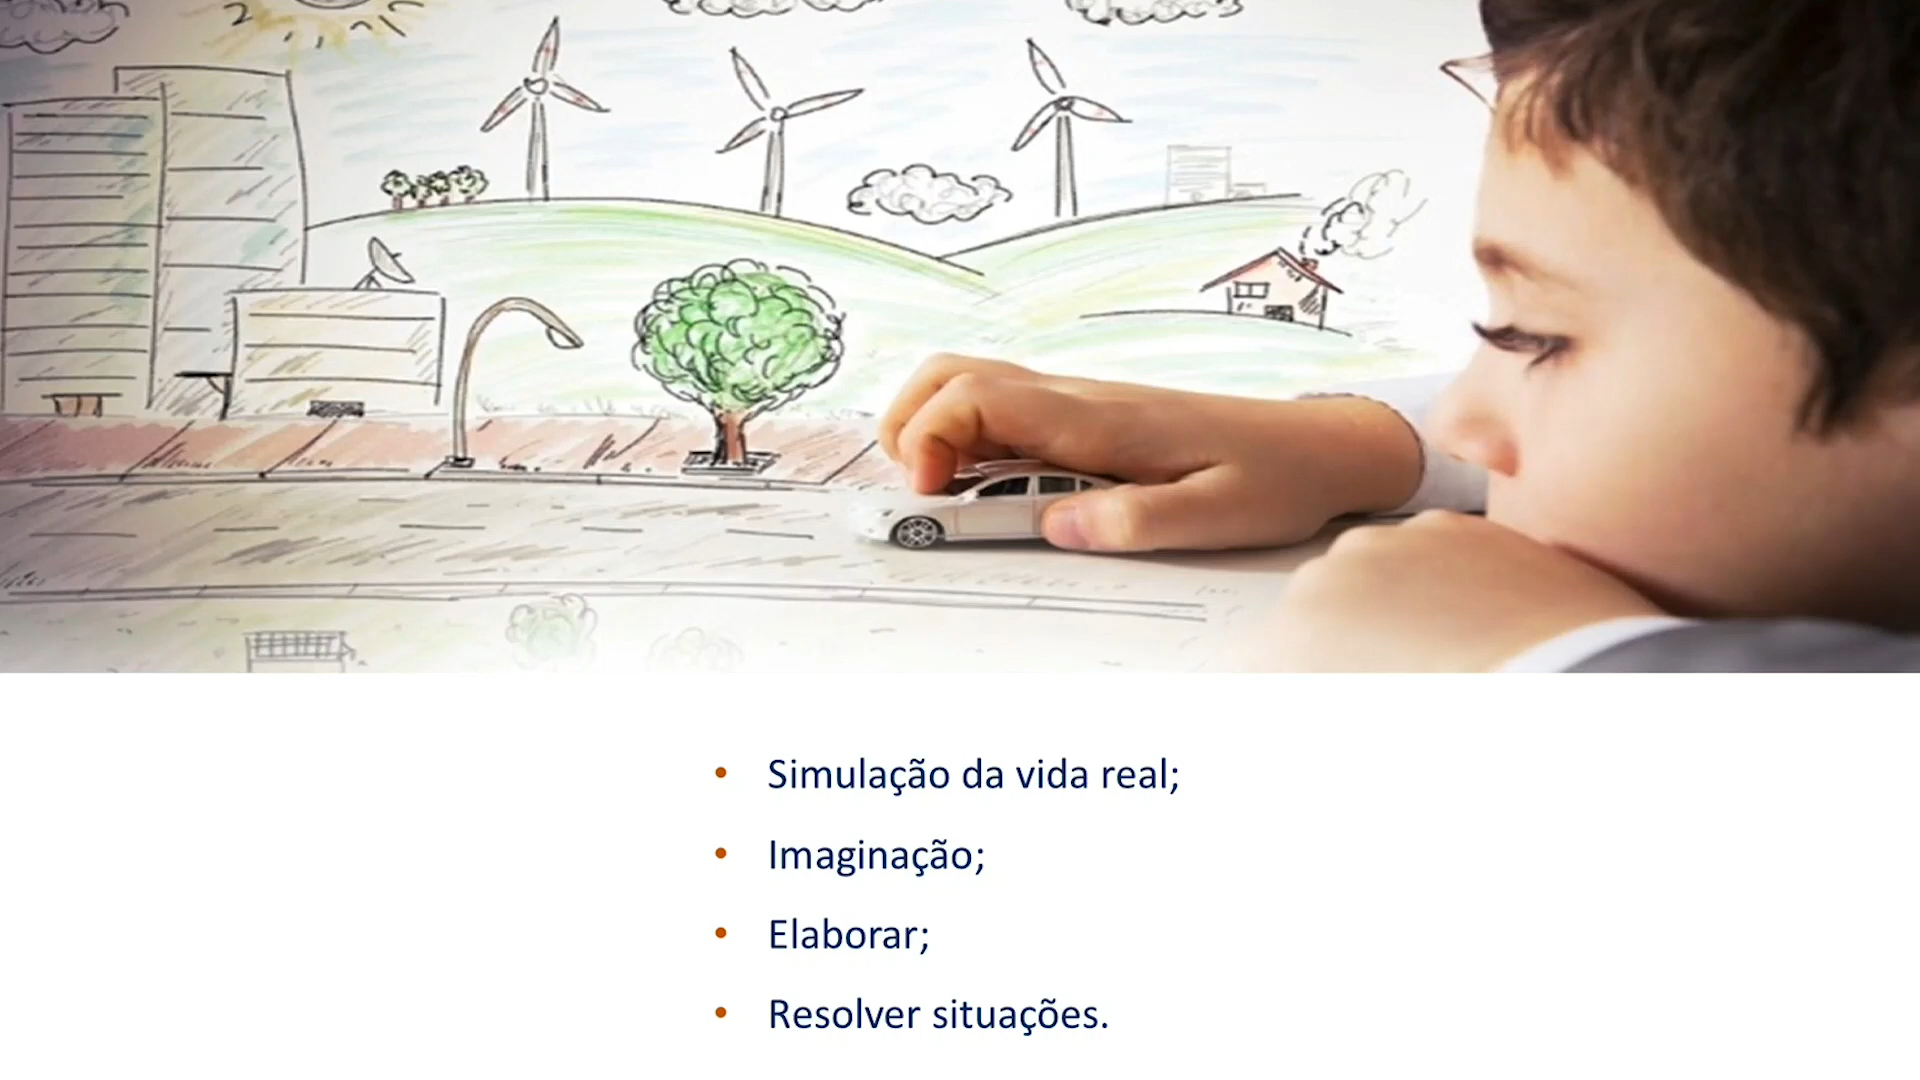 • Simulação da vida real;
• Imaginação;
• Elaborar;
• Resolver situações.